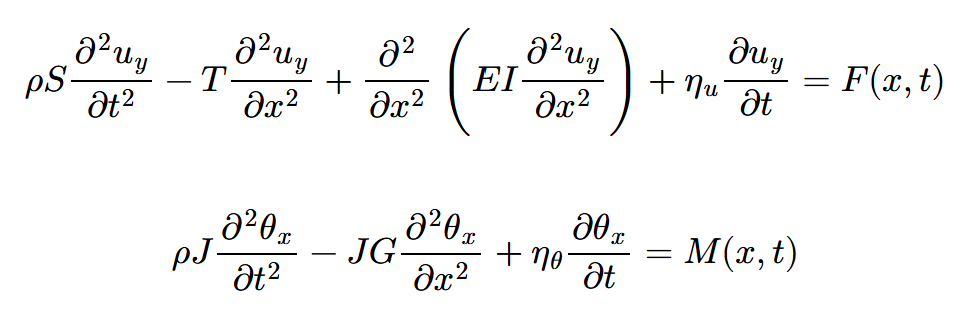 ρS ∂²u_y/∂t² − T ∂²u_y/∂x² + ∂²/∂x² (EI ∂²u_y/∂x²) + η_u ∂u_y/∂t = F(x, t)
ρJ ∂²θ_x/∂t² − JG ∂²θ_x/∂x² + η_θ ∂θ_x/∂t = M(x, t)